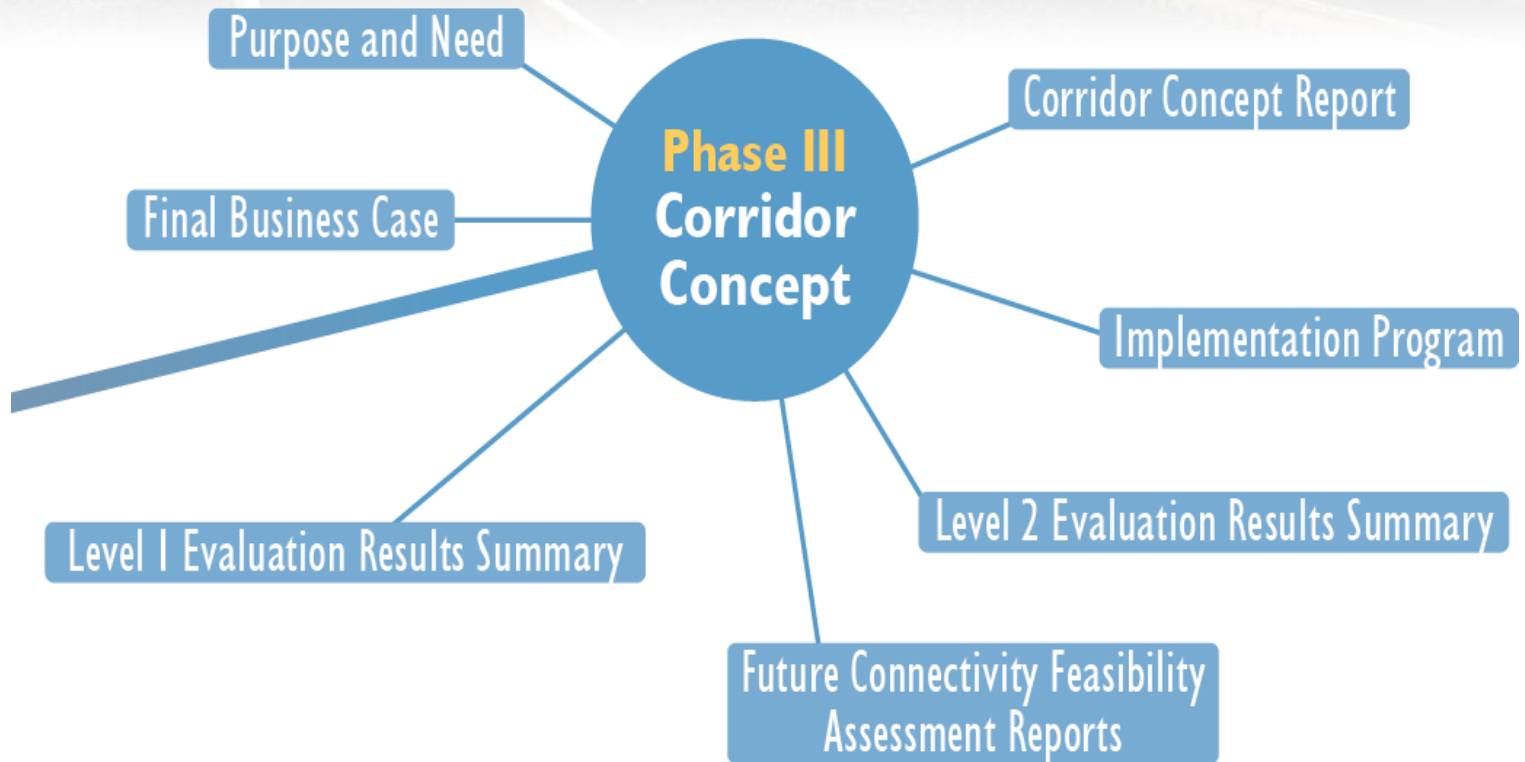 Purpose and Need
Corridor Concept Report
Phase III
Corridor
Concept
Final Business Case
Implementation Program
Level 1 Evaluation Results Summary
Level 2 Evaluation Results Summary
Future Connectivity Feasibility
Assessment Reports